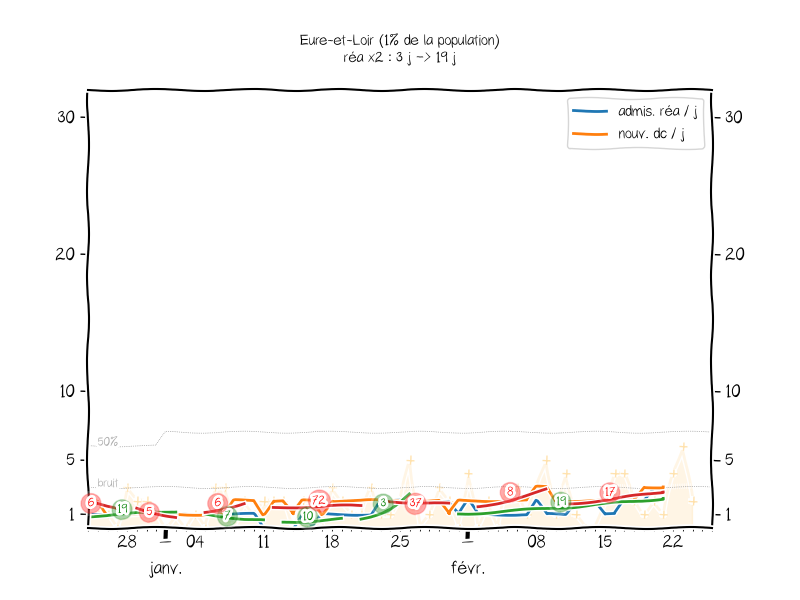 Eure-et-Loir (1% de la population)
réa x2 : 3 j -> 19 j
admis. réa / j
nouv. dc / j
30 30
20 20
10 10
50%
5 5
bruit
6 19 5 6 7 10 72 3 37 8 19 17
1 1
28 04 11 18 25 08 15 22
janv. févr.